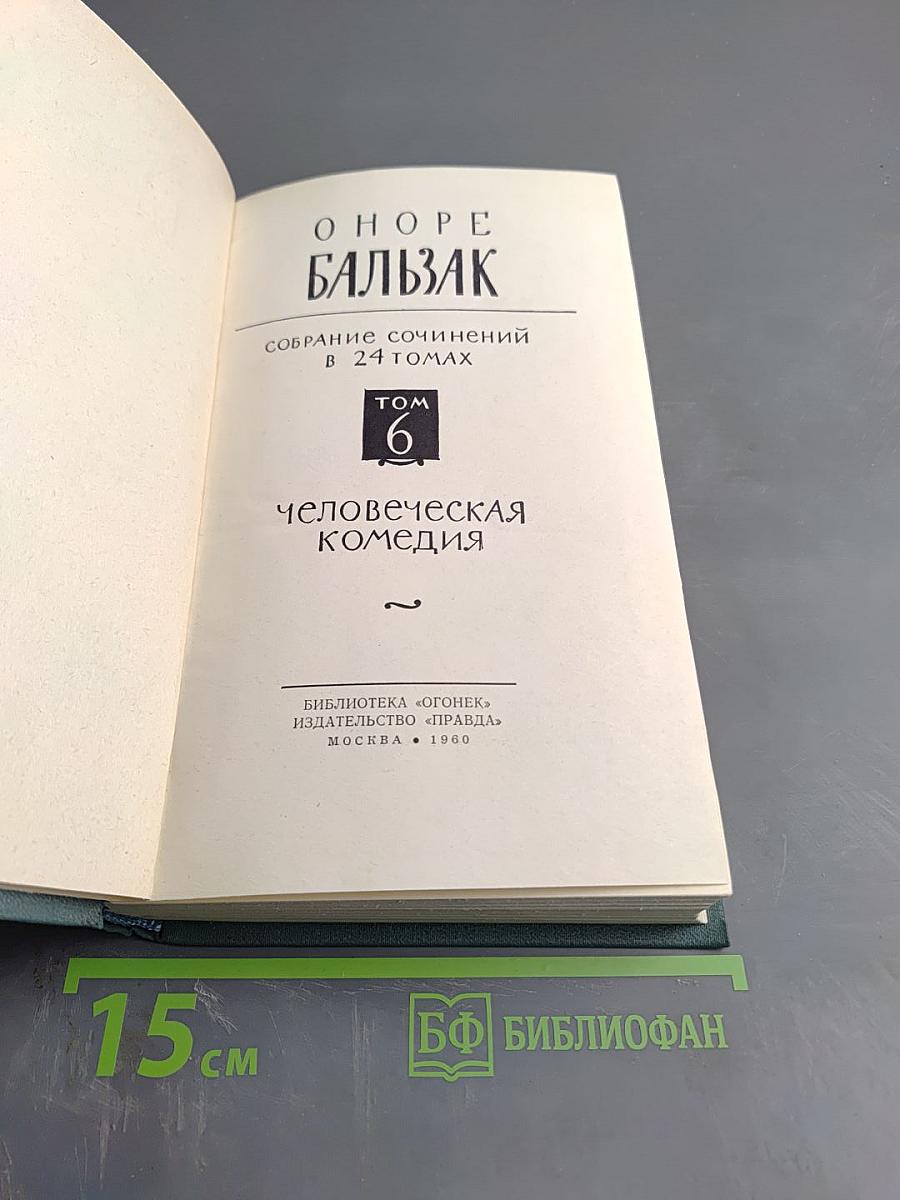 ОНОРЕ
БАЛЬЗАК
СОБРАНИЕ СОЧИНЕНИЙ
В 24 ТОМАХ
ТОМ
6
ЧЕЛОВЕЧЕСКАЯ
КОМЕДИЯ
БИБЛИОТЕКА «ОГОНЕК»
ИЗДАТЕЛЬСТВО «ПРАВДА»
МОСКВА • 1960
15 см
БФ БИБЛИОФАН